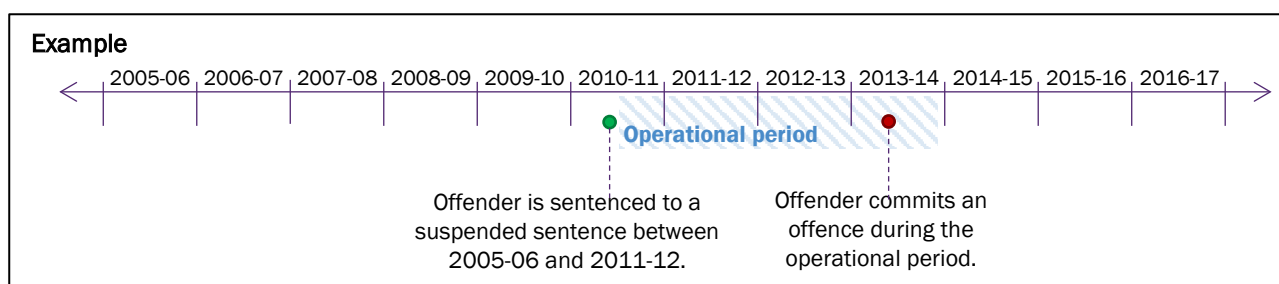 Example
2005-06 2006-07 2007-08 2008-09 2009-10 2010-11 2011-12 2012-13 2013-14 2014-15 2015-16 2016-17
Operational period
Offender is sentenced to a
suspended sentence between
2005-06 and 2011-12.
Offender commits an
offence during the
operational period.